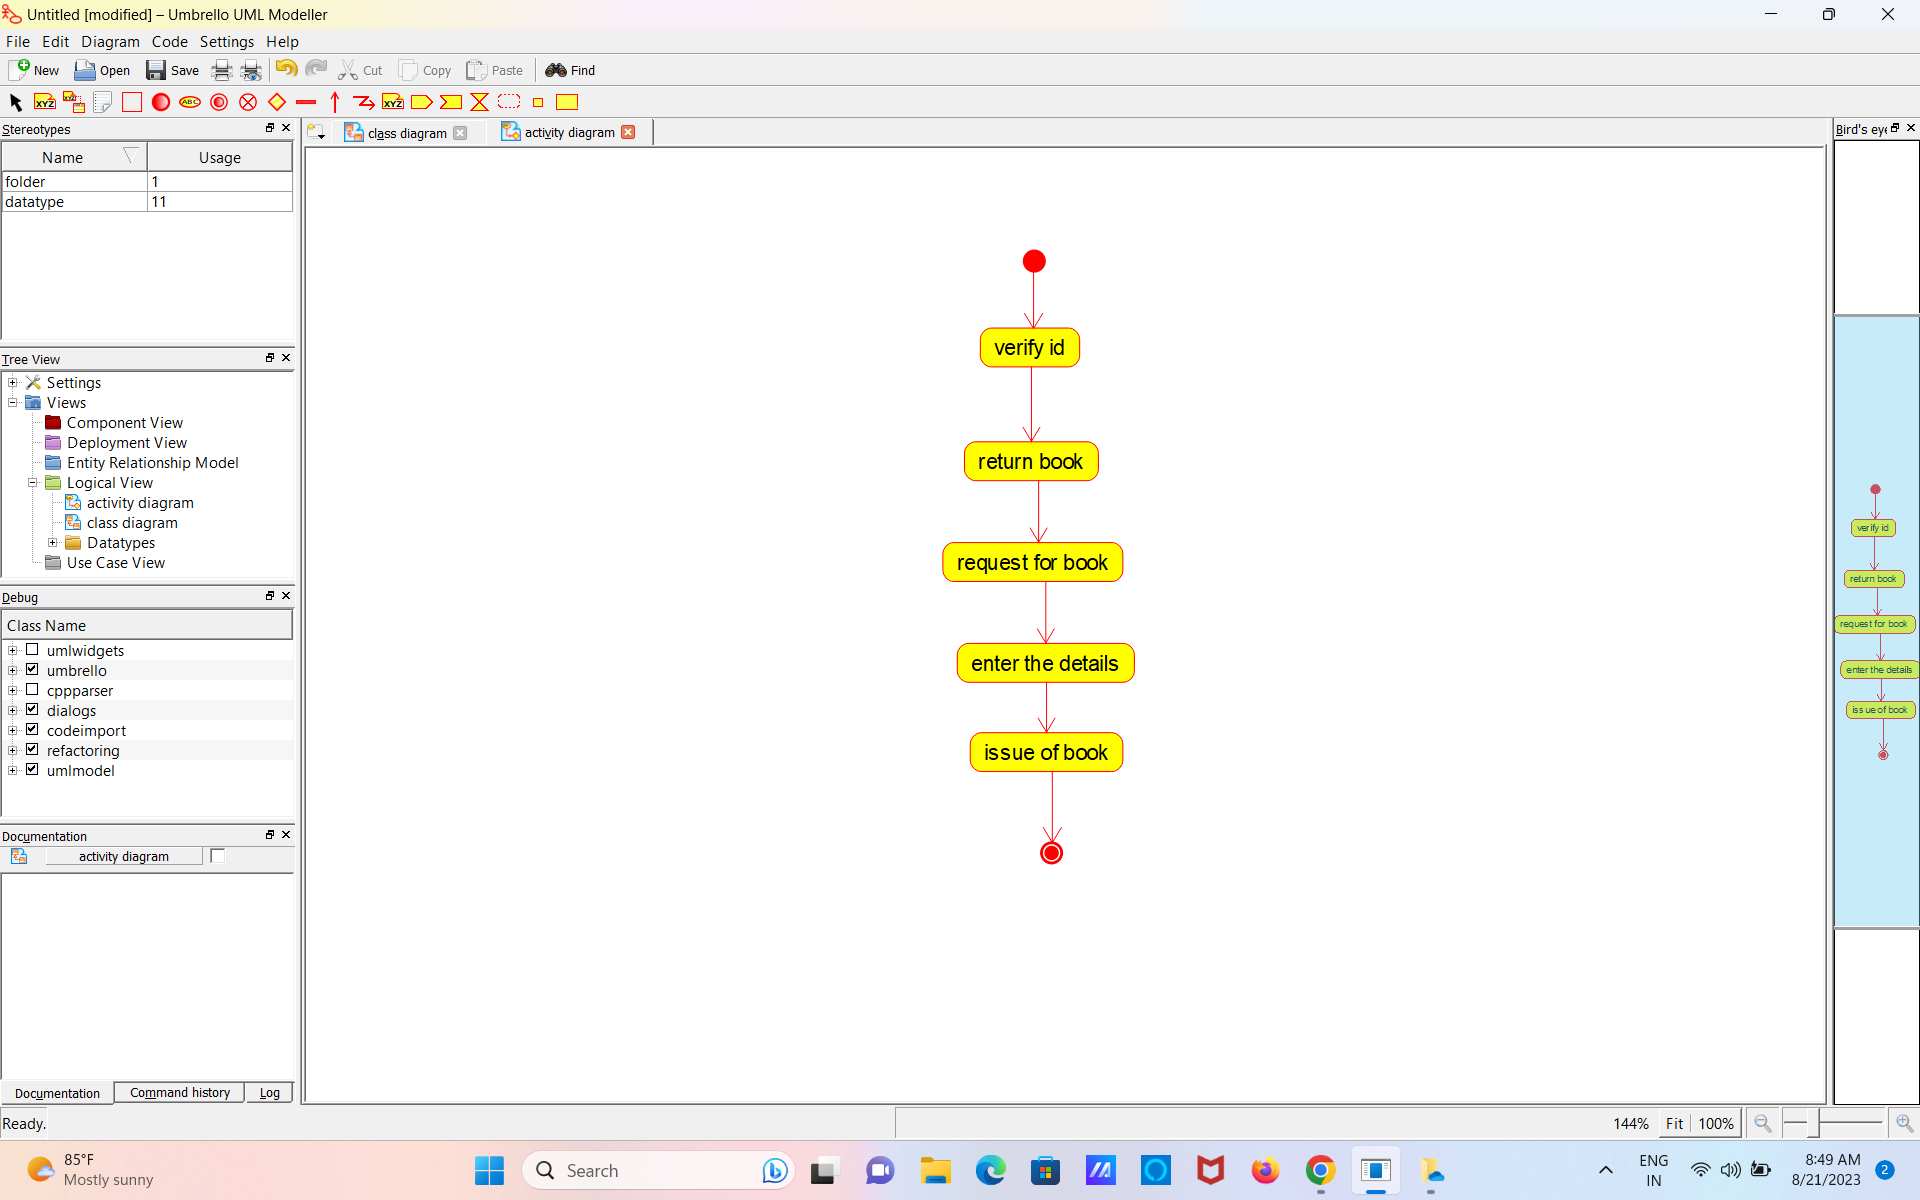 Untitled [modified] – Umbrello UML Modeller
File Edit Diagram Code Settings Help
New Open Save Cut Copy Paste Find
XYZ XYZ ABC XYZ
Stereotypes
Name Usage
folder 1
datatype 11
class diagram activity diagram
Bird's eye
verify id
return book
request for book
enter the details
issue of book
verify id
return book
request for book
enter the details
issue of book
Tree View
Settings
Views
Component View
Deployment View
Entity Relationship Model
Logical View
activity diagram
class diagram
Datatypes
Use Case View
Debug
Class Name
umlwidgets
umbrello
cppparser
dialogs
codeimport
refactoring
umlmodel
Documentation
activity diagram
Documentation Command history Log
Ready.
144% Fit 100%
85°F
Mostly sunny
Search
ENG
IN
8:49 AM
8/21/2023
2